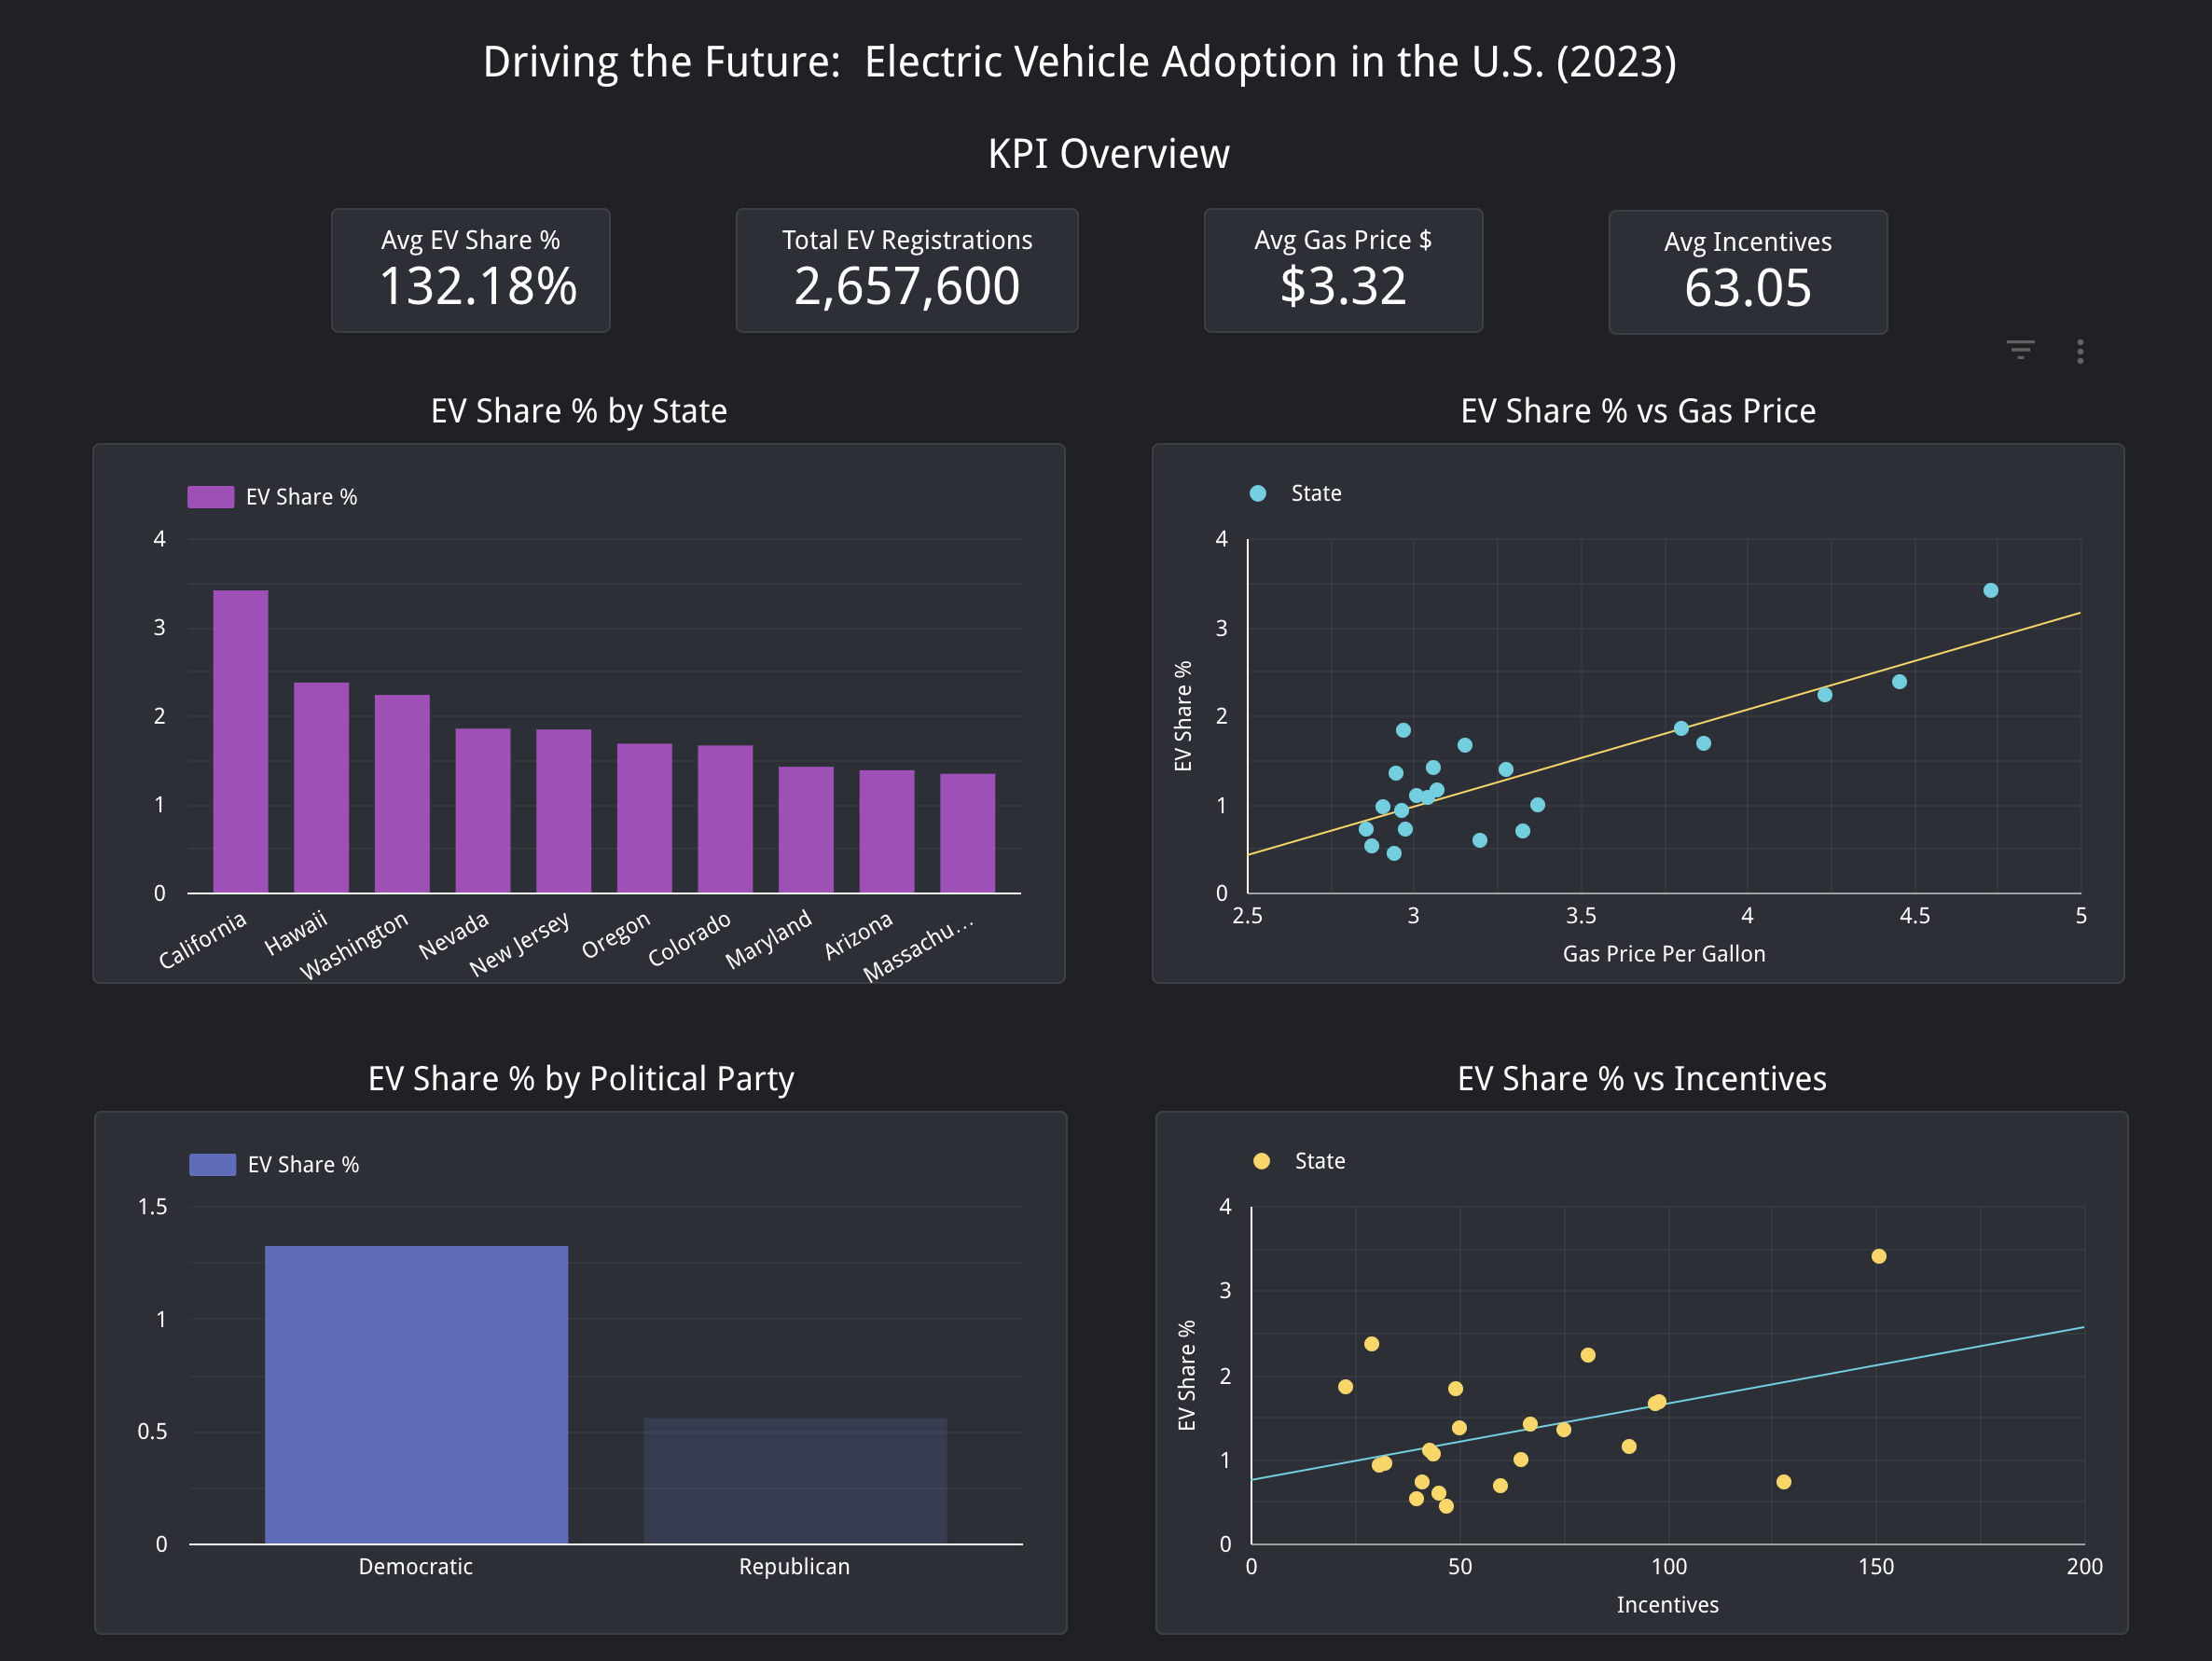 Driving the Future:  Electric Vehicle Adoption in the U.S. (2023)
KPI Overview
Avg EV Share %
132.18%
Total EV Registrations
2,657,600
Avg Gas Price $
$3.32
Avg Incentives
63.05
EV Share % by State
EV Share %
4
3
2
1
0
California
Hawaii
Washington
Nevada
New Jersey
Oregon
Colorado
Maryland
Arizona
Massachu…
EV Share % vs Gas Price
State
EV Share %
4
3
2
1
0
2.5
3
3.5
4
4.5
5
Gas Price Per Gallon
EV Share % by Political Party
EV Share %
1.5
1
0.5
0
Democratic
Republican
EV Share % vs Incentives
State
EV Share %
4
3
2
1
0
0
50
100
150
200
Incentives